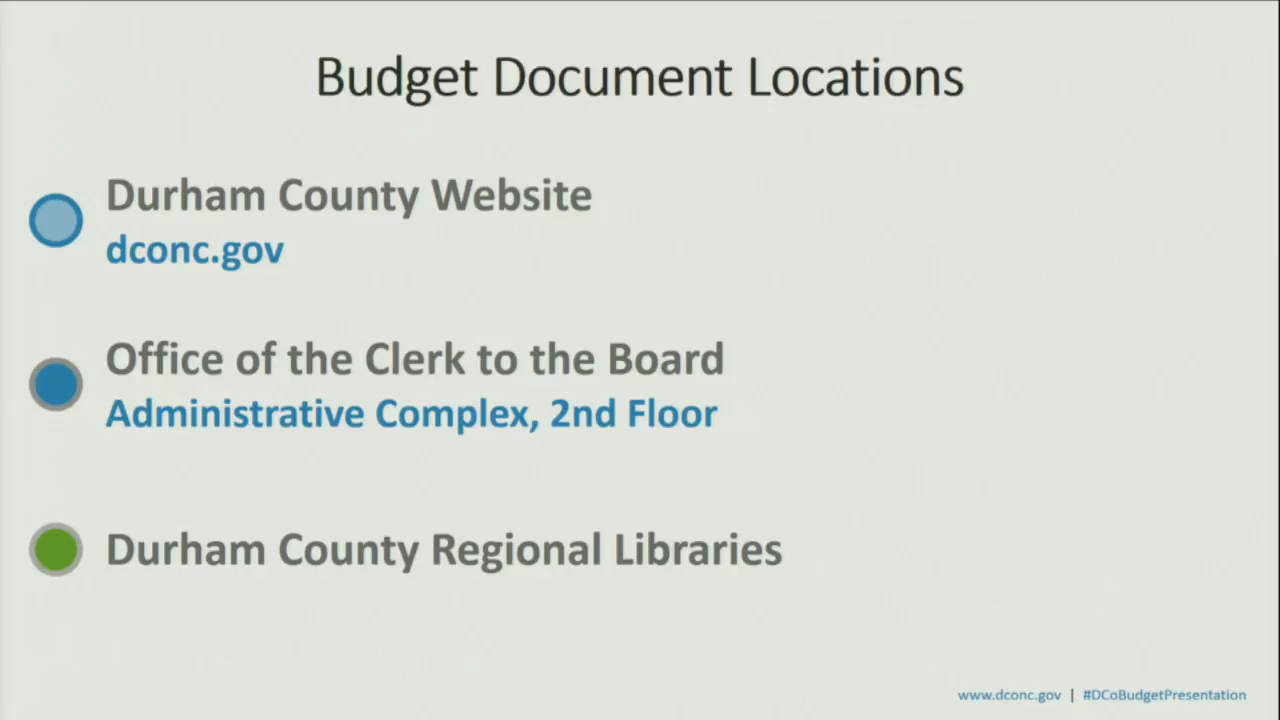 Budget Document Locations
Durham County Website
dconc.gov
Office of the Clerk to the Board
Administrative Complex, 2nd Floor
Durham County Regional Libraries
www.dconc.gov | #DCoBudgetPresentation